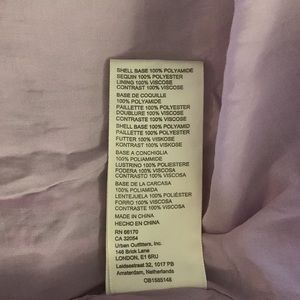 SHELL BASE 100% POLYAMIDE
SEQUIN 100% POLYESTER
LINING 100% VISCOSE
CONTRAST 100% VISCOSE
BASE DE COQUILLE
100% POLYAMIDE
PAILLETTE 100% POLYESTER
DOUBLURE 100% VISCOSE
CONTRASTE 100% VISCOSE
SHELL BASE 100% POLYAMID
PAILLETTE 100% POLYESTER
FUTTER 100% VISKOSE
KONTRAST 100% VISKOSE
BASE A CONCHIGLIA
100% POLIAMMIDE
LUSTRINO 100% POLIESTERE
FODERA 100% VISCOSA
CONTRASTO 100% VISCOSA
BASE DE LA CARCASA
100% POLIAMIDA
LENTEJUELA 100% POLIÉSTER
FORRO 100% VISCOSA
CONTRASTE 100% VISCOSA
MADE IN CHINA
HECHO EN CHINA
RN 66170
CA 32054
Urban Outfitters, Inc.
146 Brick Lane
LONDON, E1 6RU
Leidsestraat 32, 1017 PB
Amsterdam, Netherlands
OB1585148